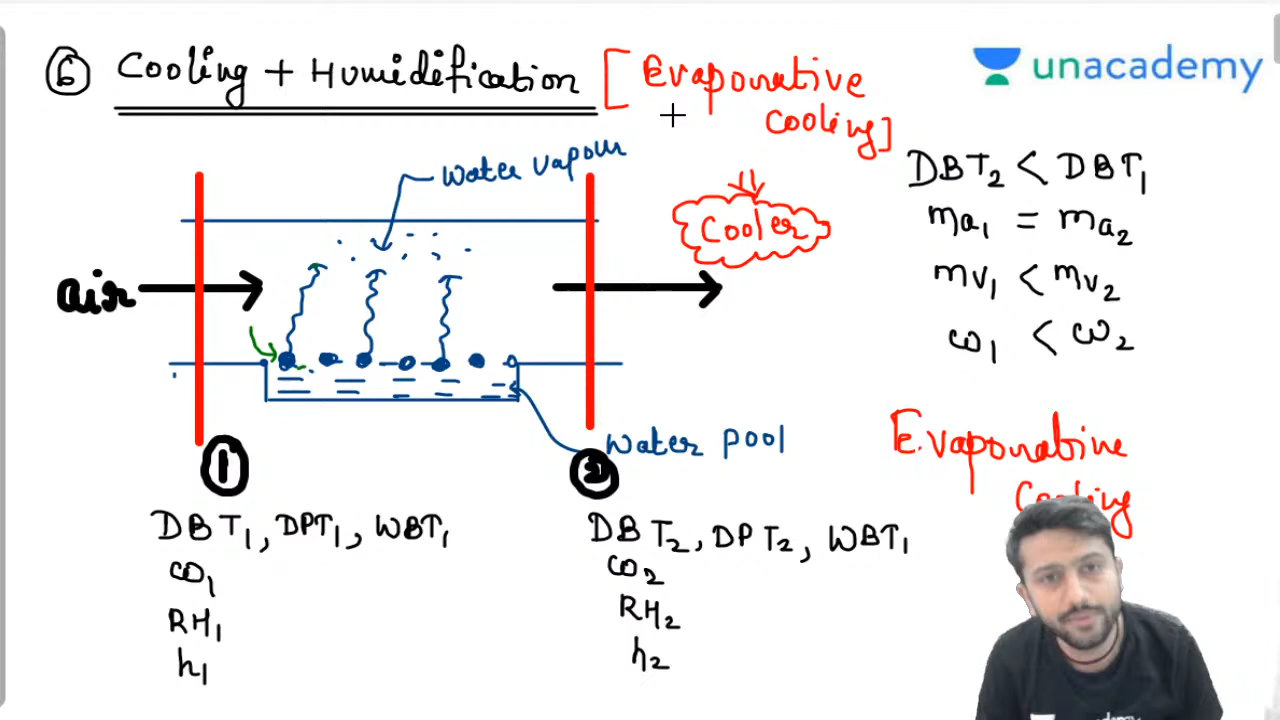 6 Cooling + Humidification [Evaporative
cooling]
unacademy
Water vapour
Cooler
air
DBT₂ < DBT₁
ma₁ = ma₂
mv₁ < mv₂
ω₁ < ω₂
Water pool
Evaporative
Cooling
1
2
DBT₁, DPT₁, WBT₁
ω₁
RH₁
h₁
DBT₂, DPT₂, WBT₁
ω₂
RH₂
h₂
unacademy